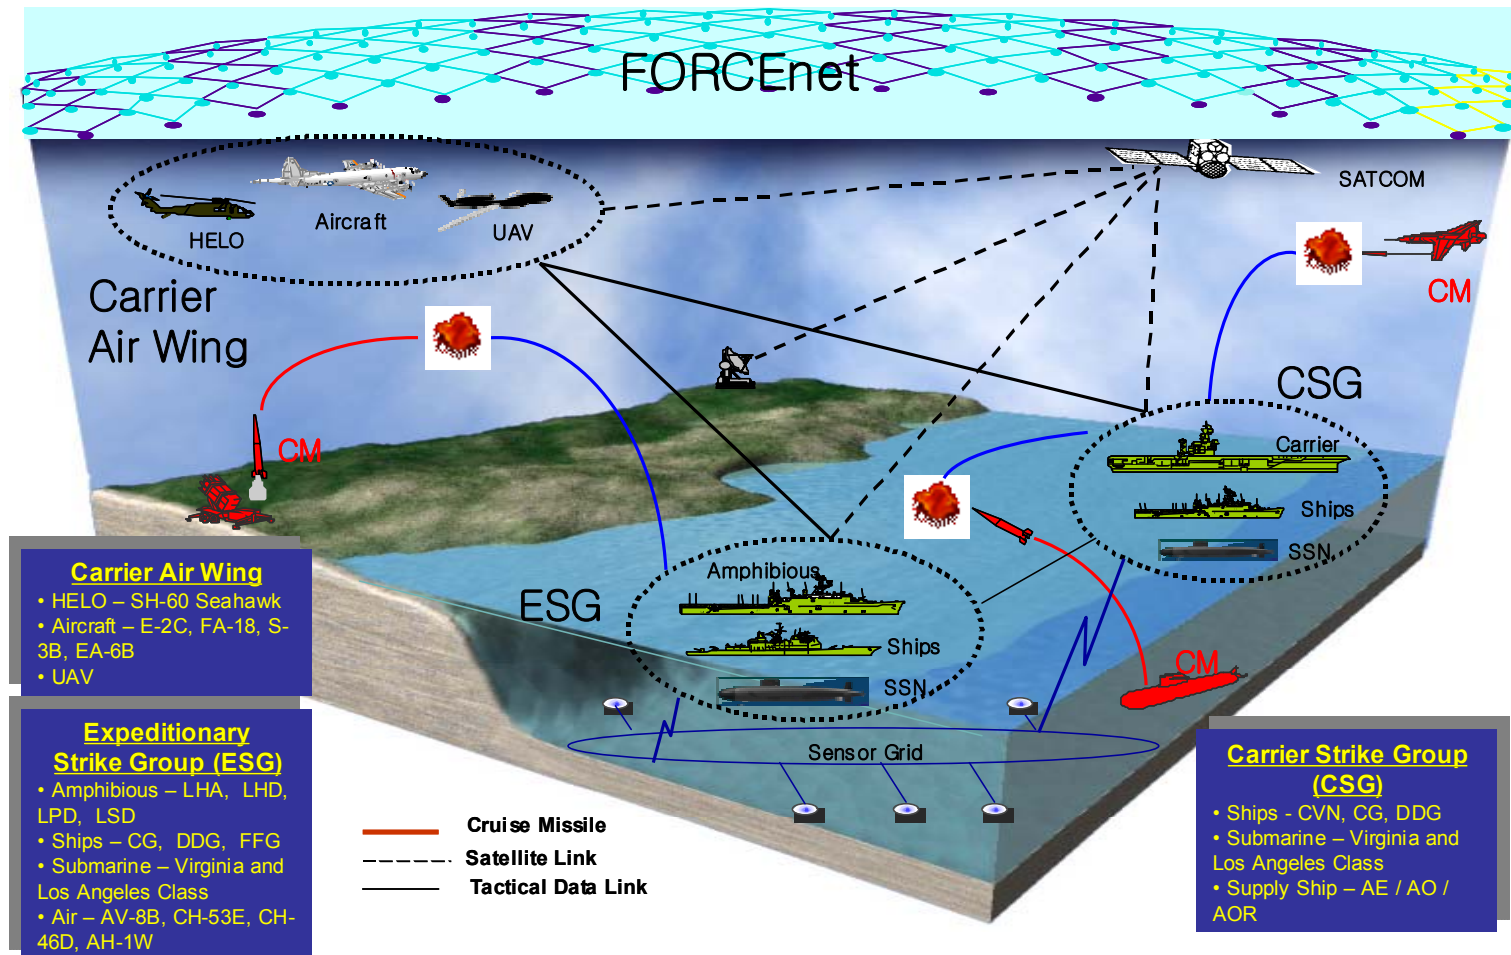 FORCEnet
SATCOM
HELO
Aircraft
UAV
Carrier
Air Wing
CM
CM
CSG
Carrier
Ships
SSN
ESG
Amphibious
Ships
SSN
CM
Sensor Grid
Carrier Air Wing
• HELO – SH-60 Seahawk
• Aircraft – E-2C, FA-18, S-
3B, EA-6B
• UAV
Expeditionary
Strike Group (ESG)
• Amphibious – LHA, LHD,
LPD, LSD
• Ships – CG, DDG, FFG
• Submarine – Virginia and
Los Angeles Class
• Air – AV-8B, CH-53E, CH-
46D, AH-1W
Cruise Missile
Satellite Link
Tactical Data Link
Carrier Strike Group
(CSG)
• Ships - CVN, CG, DDG
• Submarine – Virginia and
Los Angeles Class
• Supply Ship – AE / AO /
AOR